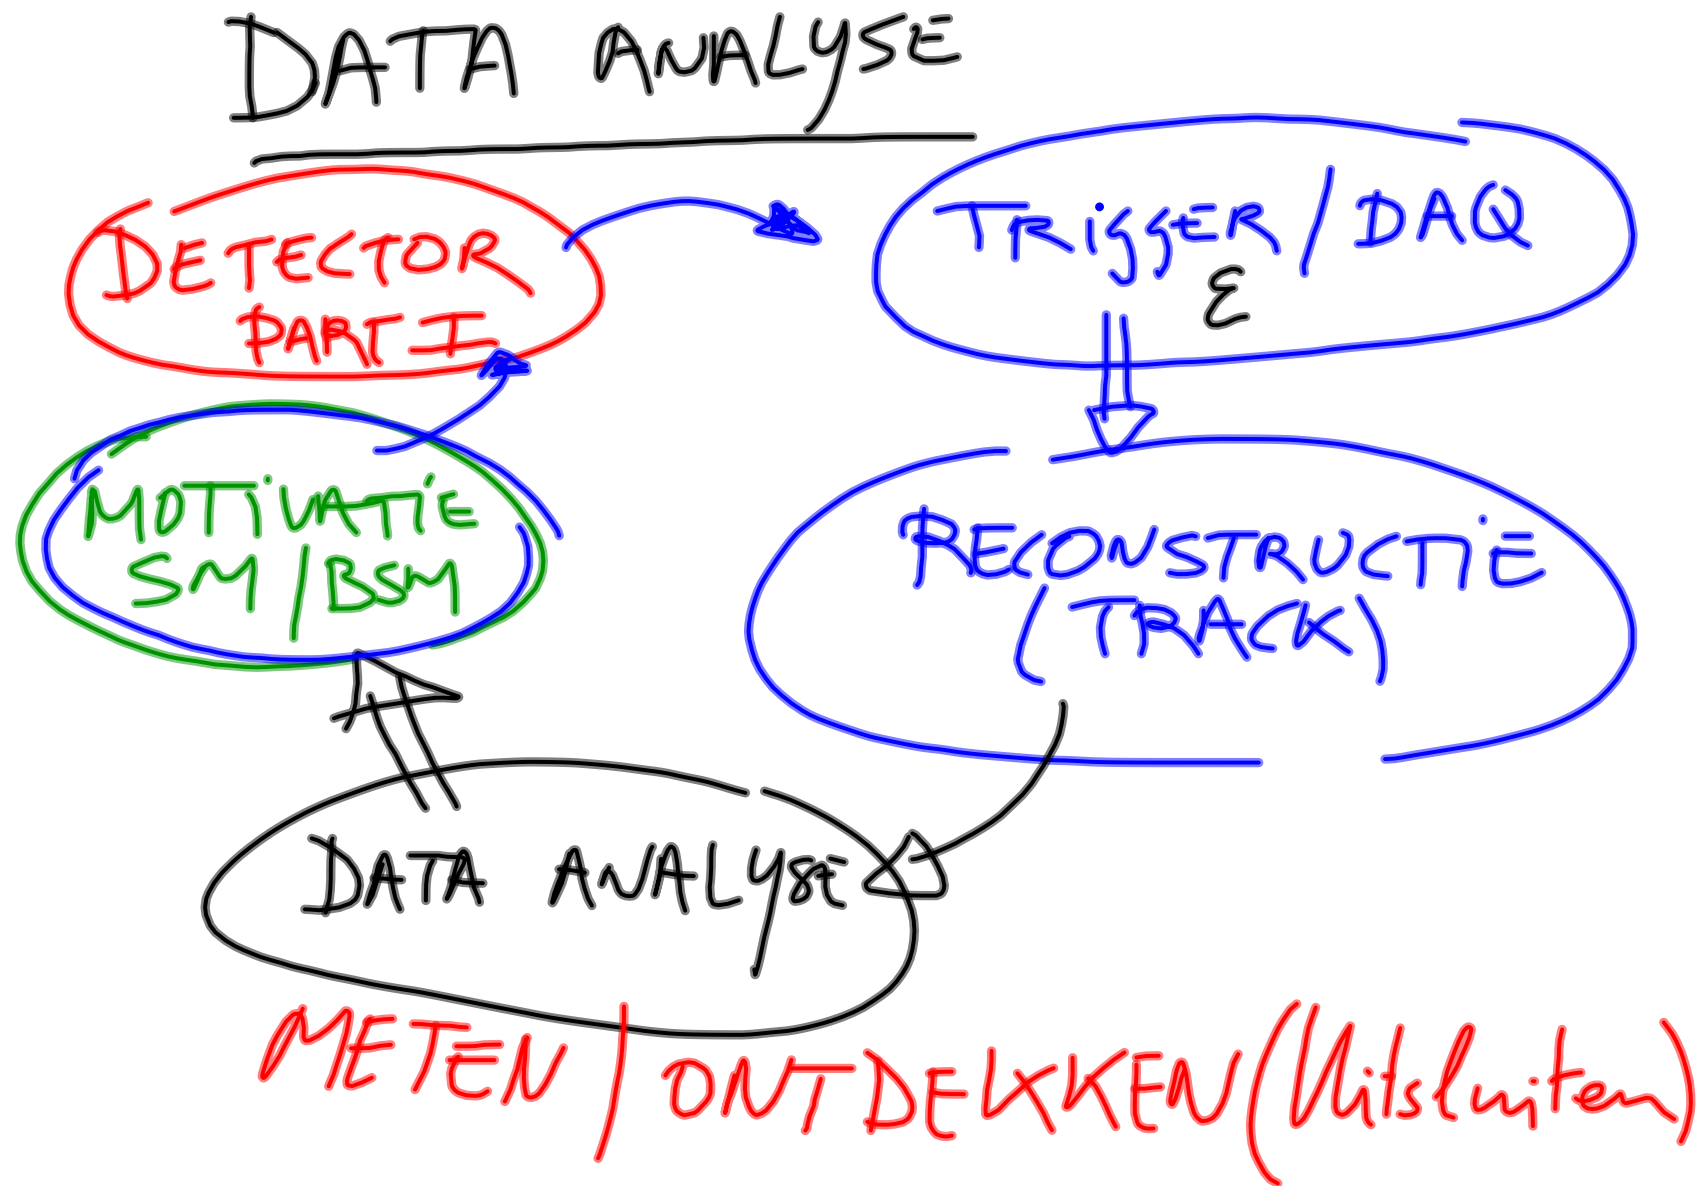 DATA ANALYSE
DETECTOR
PART I
TRiggER/DAQ
ε
MOTiVATiE
SM/BSM
RECONSTRUCTiE
(TRACK)
DATA ANALYSE
METEN/ONTDEKKEN(Uitsluiten)